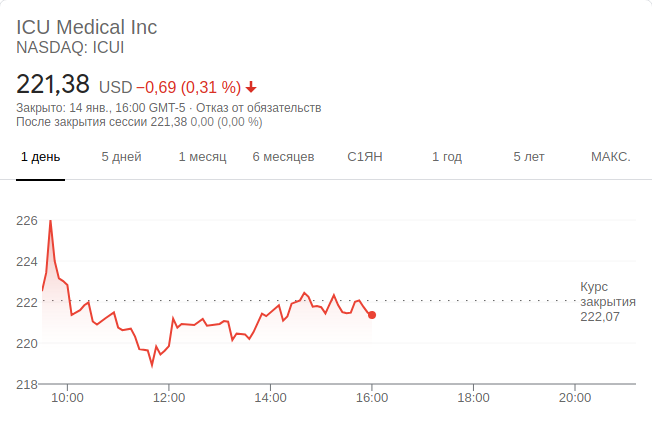 ICU Medical Inc
NASDAQ: ICUI
221,38 USD −0,69 (0,31 %)
Закрыто: 14 янв., 16:00 GMT-5 · Отказ от обязательств
После закрытия сессии 221,38 0,00 (0,00 %)
1 день 5 дней 1 месяц 6 месяцев С1ЯН 1 год 5 лет МАКС.
226
224
222
220
218
Курс
закрытия
222,07
10:00 12:00 14:00 16:00 18:00 20:00